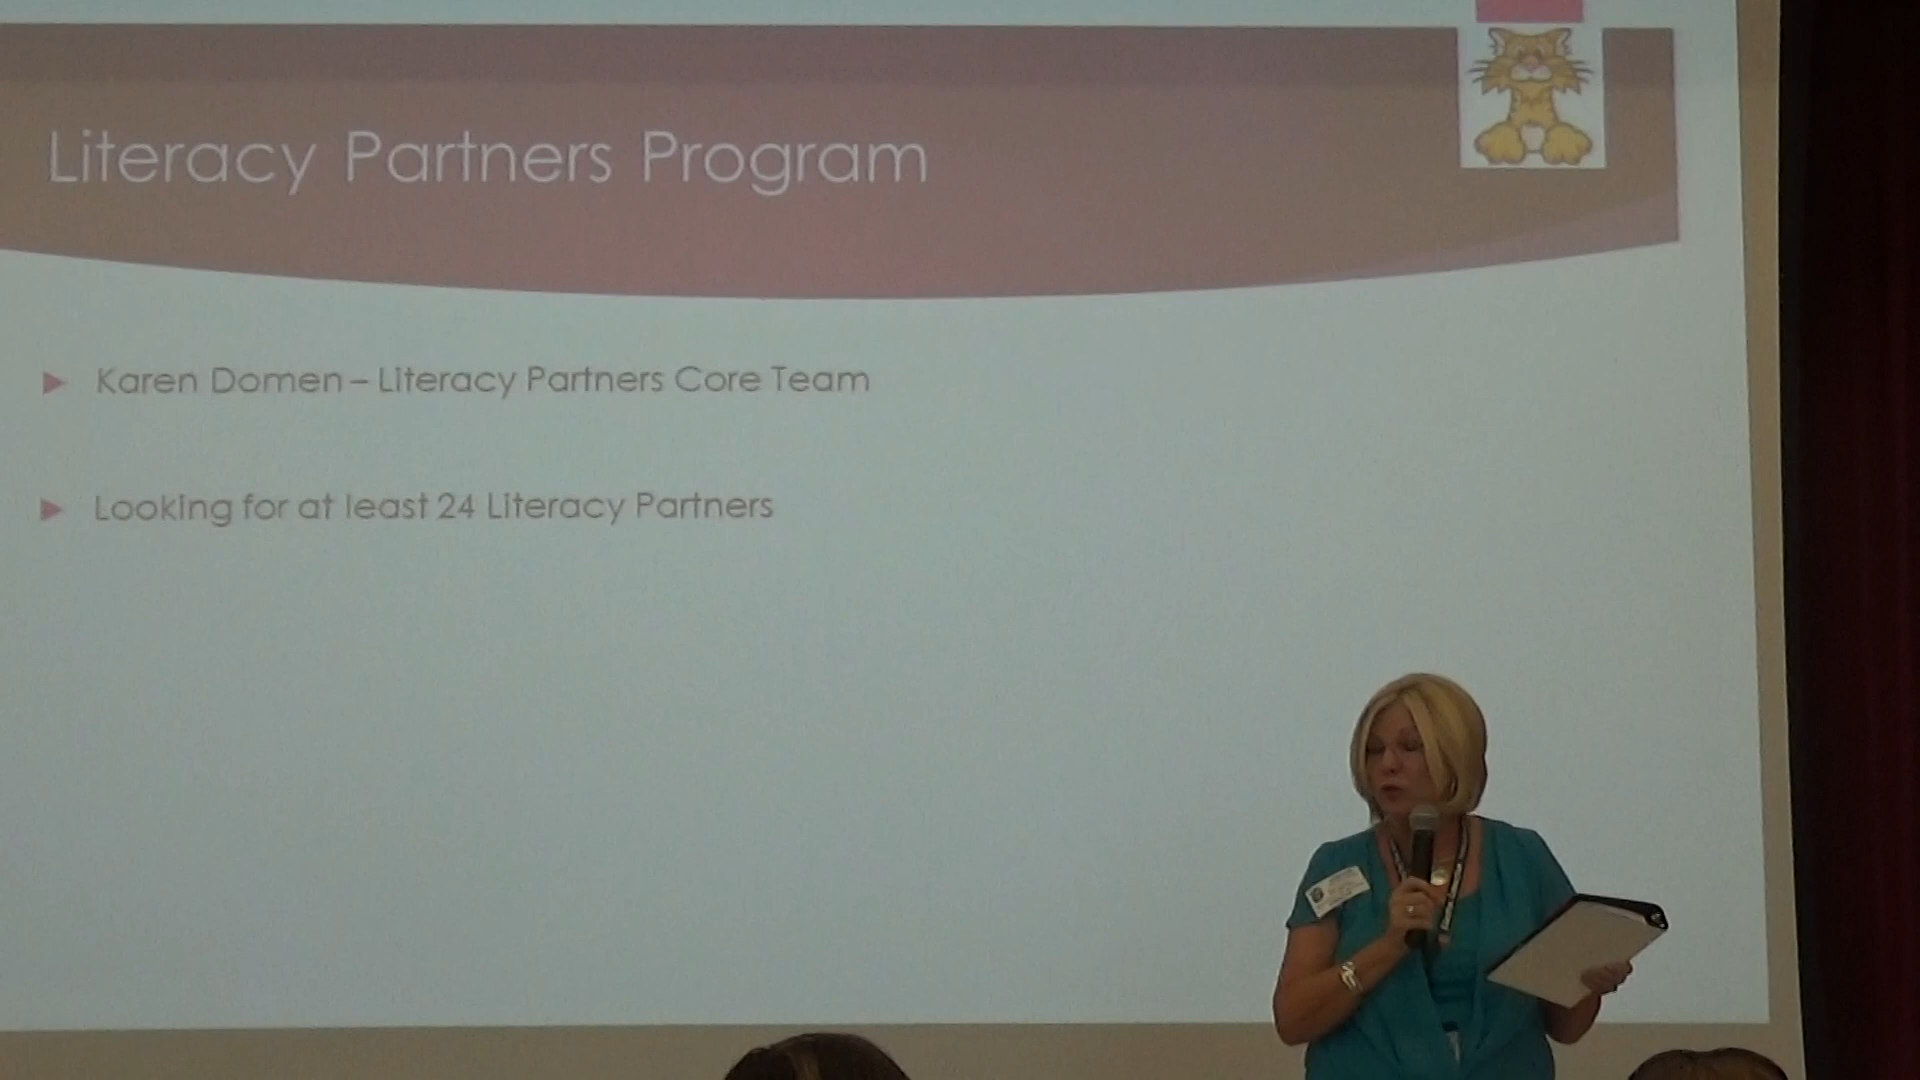 Literacy Partners Program
Karen Domen – Literacy Partners Core Team
Looking for at least 24 Literacy Partners